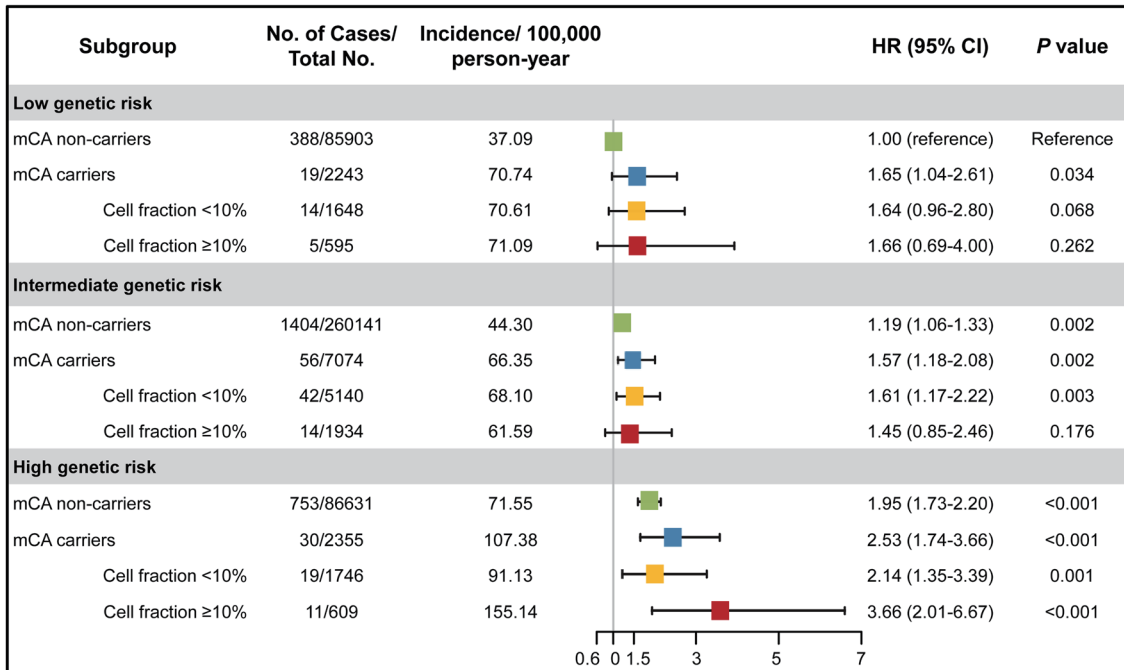 Subgroup No. of Cases/ Total No. Incidence/ 100,000 person-year HR (95% CI) P value
Low genetic risk
mCA non-carriers 388/85903 37.09 1.00 (reference) Reference
mCA carriers 19/2243 70.74 1.65 (1.04-2.61) 0.034
Cell fraction <10% 14/1648 70.61 1.64 (0.96-2.80) 0.068
Cell fraction ≥10% 5/595 71.09 1.66 (0.69-4.00) 0.262
Intermediate genetic risk
mCA non-carriers 1404/260141 44.30 1.19 (1.06-1.33) 0.002
mCA carriers 56/7074 66.35 1.57 (1.18-2.08) 0.002
Cell fraction <10% 42/5140 68.10 1.61 (1.17-2.22) 0.003
Cell fraction ≥10% 14/1934 61.59 1.45 (0.85-2.46) 0.176
High genetic risk
mCA non-carriers 753/86631 71.55 1.95 (1.73-2.20) <0.001
mCA carriers 30/2355 107.38 2.53 (1.74-3.66) <0.001
Cell fraction <10% 19/1746 91.13 2.14 (1.35-3.39) 0.001
Cell fraction ≥10% 11/609 155.14 3.66 (2.01-6.67) <0.001
0.6 0 1.5 3 5 7